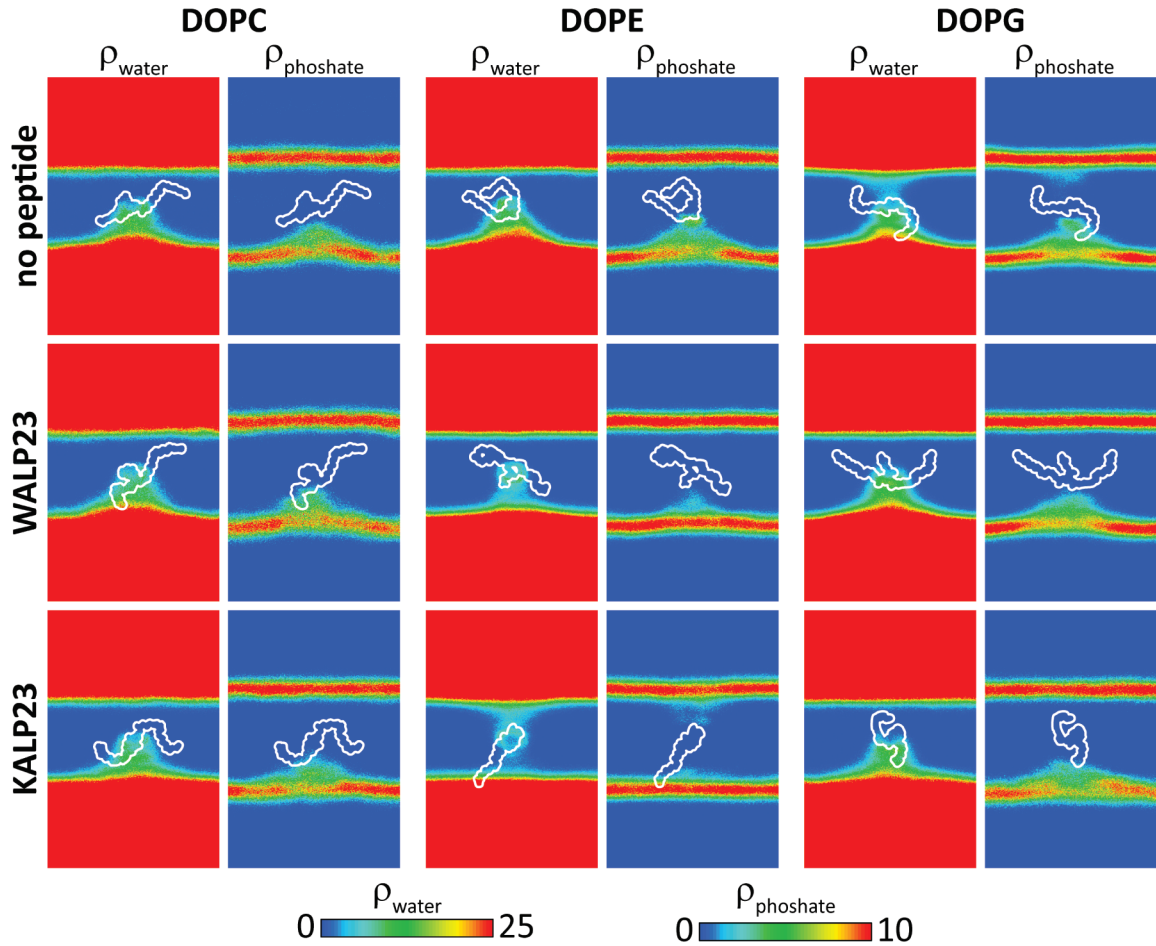 DOPC DOPE DOPG
ρwater ρphoshate ρwater ρphoshate ρwater ρphoshate
no peptide
WALP23
KALP23
ρwater ρphoshate
0 25 0 10